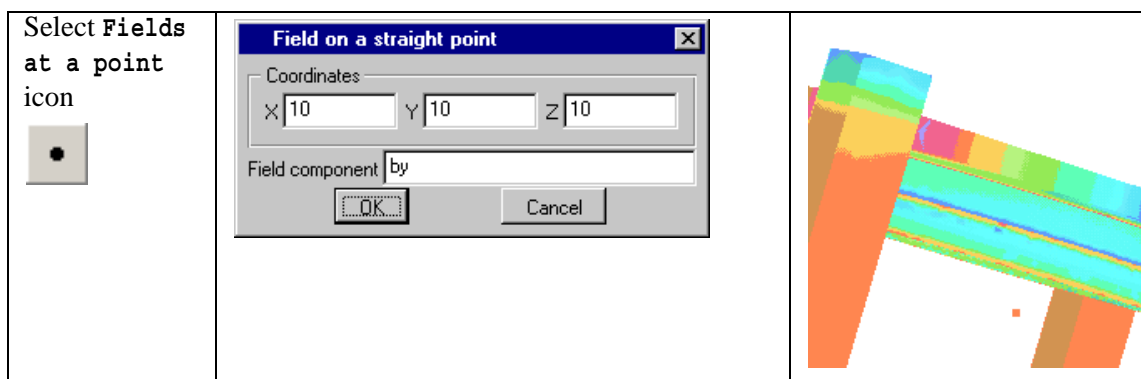 Select Fields
at a point
icon
Field on a straight point
Coordinates
X 10 Y 10 Z 10
Field component by
OK Cancel